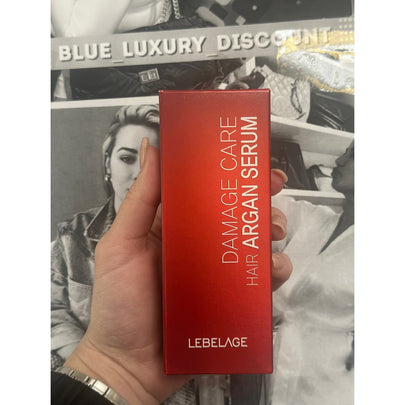 BLUE_LUXURY_DISCOUNT
DAMAGE CARE
HAIR ARGAN SERUM
LEBELAGE